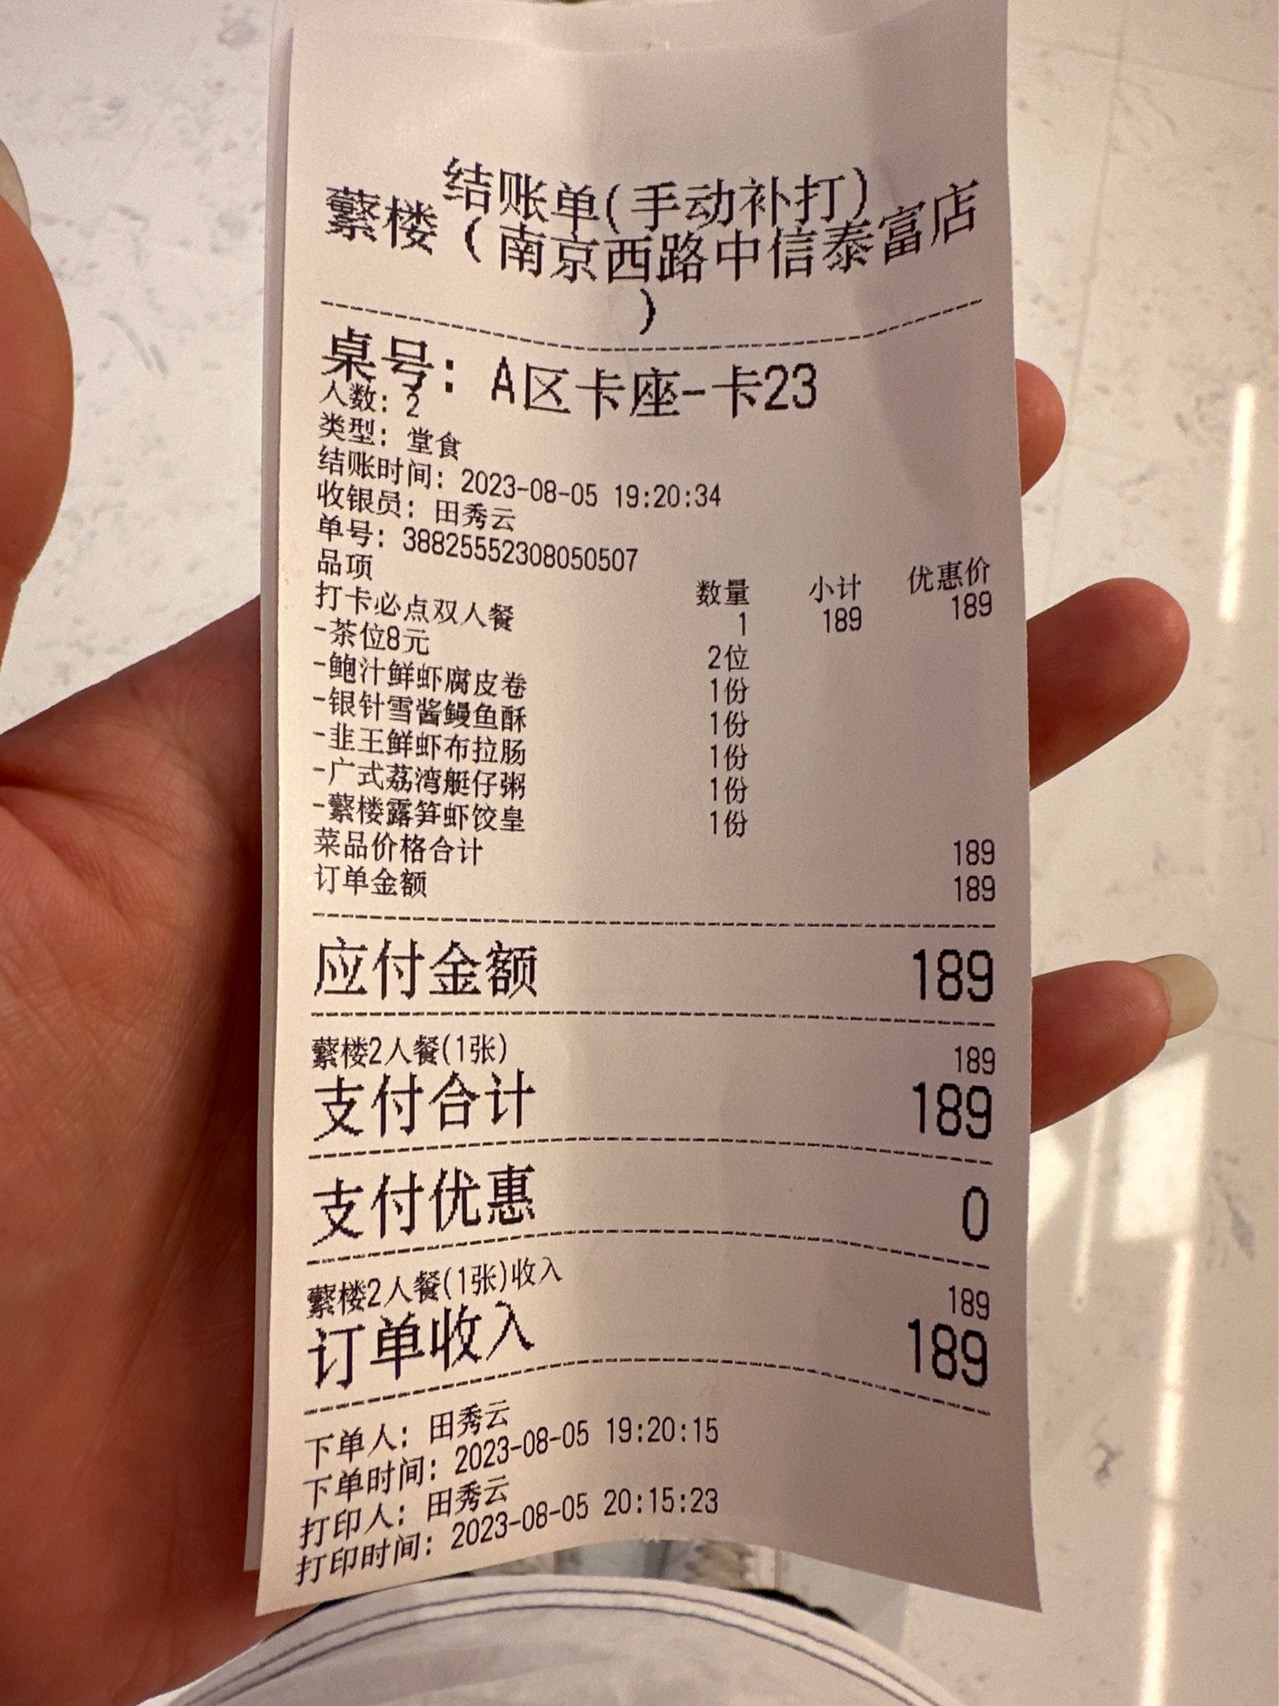 结账单(手动补打)
蘩楼（南京西路中信泰富店
）
桌号: A区卡座-卡23
人数: 2
类型: 堂食
结账时间: 2023-08-05 19:20:34
收银员: 田秀云
单号: 38825552308050507
品项 数量 小计 优惠价
打卡必点双人餐 1 189 189
-茶位8元 2位
-鲍汁鲜虾腐皮卷 1份
-银针雪酱鳗鱼酥 1份
-韭王鲜虾布拉肠 1份
-广式荔湾艇仔粥 1份
-蘩楼露笋虾饺皇 1份
菜品价格合计 189
订单金额 189
应付金额 189
蘩楼2人餐(1张) 189
支付合计 189
支付优惠 0
蘩楼2人餐(1张)收入 189
订单收入 189
下单人: 田秀云
下单时间: 2023-08-05 19:20:15
打印人: 田秀云
打印时间: 2023-08-05 20:15:23